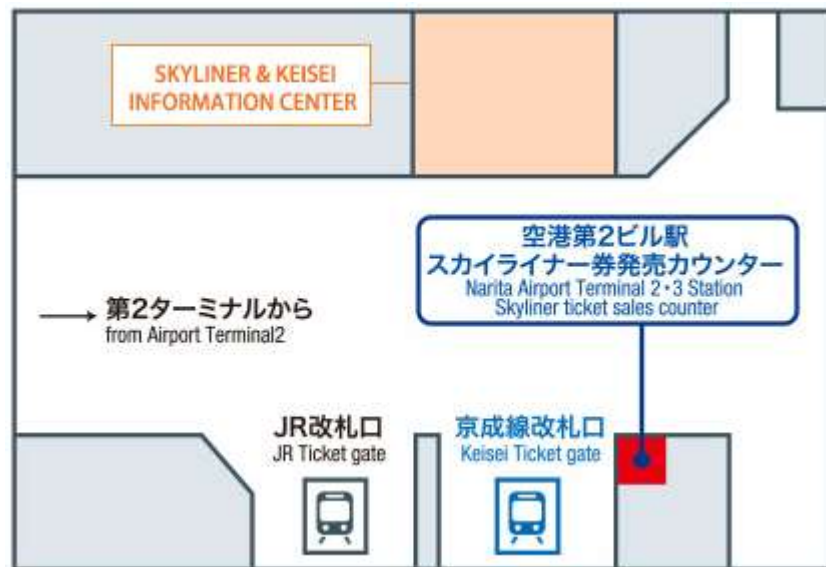 SKYLINER & KEISEI
INFORMATION CENTER
空港第2ビル駅
スカイライナー券発売カウンター
Narita Airport Terminal 2・3 Station
Skyliner ticket sales counter
第2ターミナルから
from Airport Terminal2
JR改札口
JR Ticket gate
京成線改札口
Keisei Ticket gate